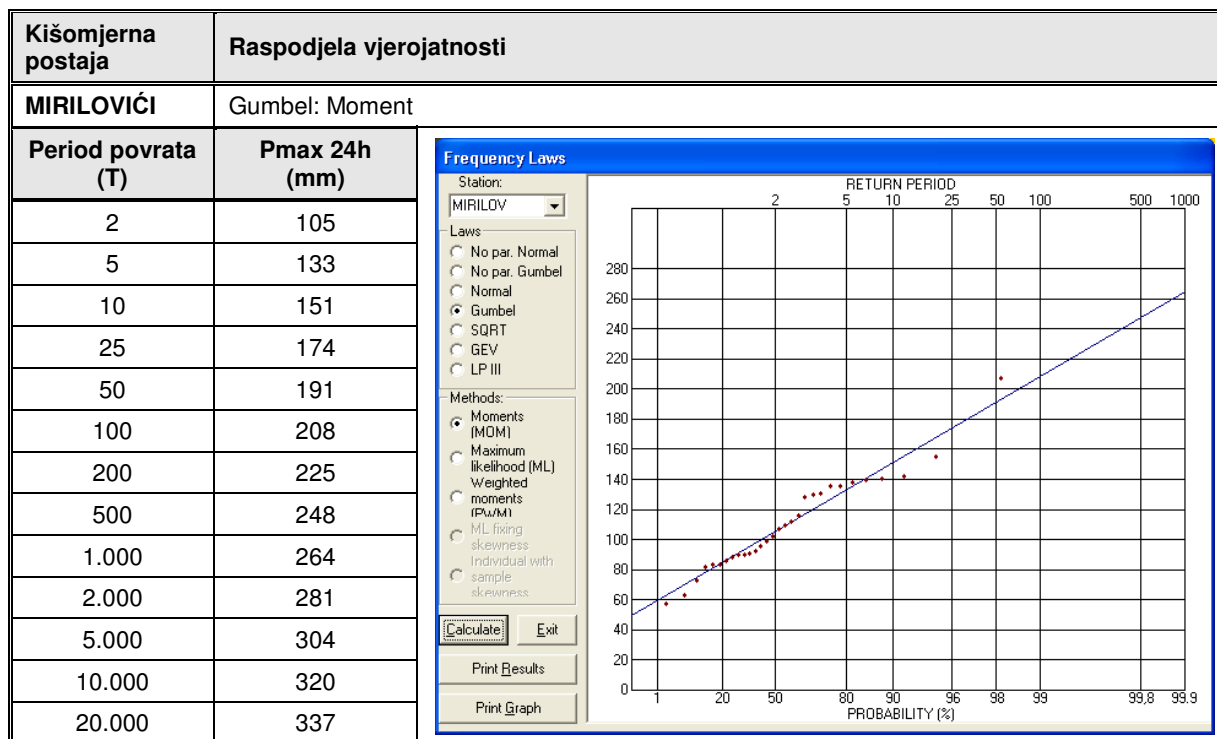 Kišomjerna
postaja
Raspodjela vjerojatnosti
MIRILOVIĆI
Gumbel: Moment
Period povrata
(T)
Pmax 24h
(mm)
2 105
5 133
10 151
25 174
50 191
100 208
200 225
500 248
1.000 264
2.000 281
5.000 304
10.000 320
20.000 337
Frequency Laws
Station:
MIRILOV
Laws
No par. Normal
No par. Gumbel
Normal
Gumbel
SQRT
GEV
LP III
Methods:
Moments
(MOM)
Maximum
likelihood (ML)
Weighted
moments
(PWM)
ML fixing
skewness
Individual with
sample
skewness
Calculate Exit
Print Results
Print Graph
RETURN PERIOD
2 5 10 25 50 100 500 1000
280
260
240
220
200
180
160
140
120
100
80
60
40
20
0
1 20 50 80 90 96 98 99 99,8 99.9
PROBABILITY (%)